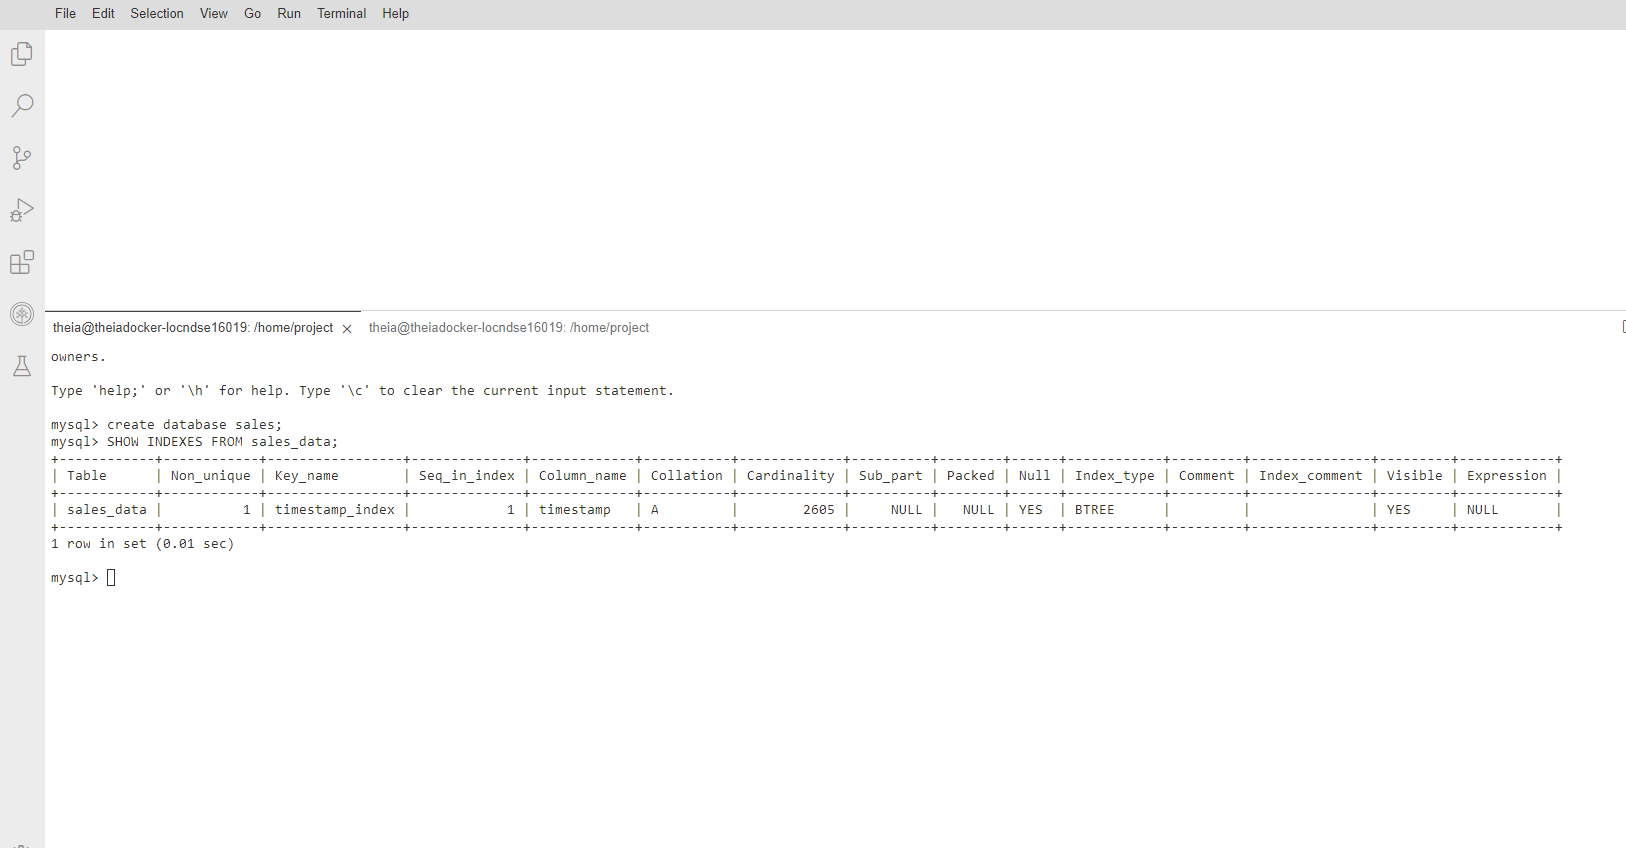 File Edit Selection View Go Run Terminal Help
theia@theiadocker-locndse16019: /home/project × theia@theiadocker-locndse16019: /home/project
owners.
Type 'help;' or '\h' for help. Type '\c' to clear the current input statement.
mysql> create database sales;
mysql> SHOW INDEXES FROM sales_data;
+------------+------------+-----------------+--------------+-------------+-----------+-------------+----------+--------+------+------------+---------+---------------+---------+------------+
| Table      | Non_unique | Key_name        | Seq_in_index | Column_name | Collation | Cardinality | Sub_part | Packed | Null | Index_type | Comment | Index_comment | Visible | Expression |
+------------+------------+-----------------+--------------+-------------+-----------+-------------+----------+--------+------+------------+---------+---------------+---------+------------+
| sales_data |          1 | timestamp_index |            1 | timestamp   | A         |        2605 |     NULL |   NULL | YES  | BTREE      |         |               | YES     | NULL       |
+------------+------------+-----------------+--------------+-------------+-----------+-------------+----------+--------+------+------------+---------+---------------+---------+------------+
1 row in set (0.01 sec)
mysql>